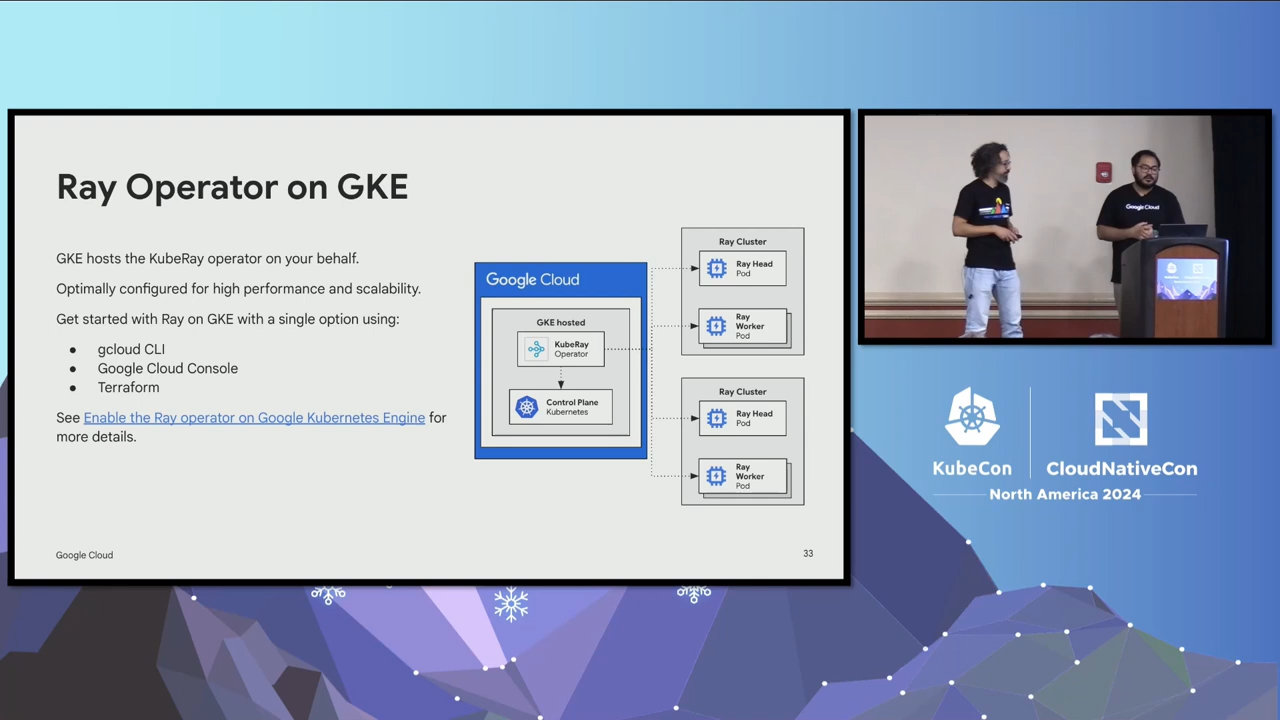 Ray Operator on GKE
GKE hosts the KubeRay operator on your behalf.
Optimally configured for high performance and scalability.
Get started with Ray on GKE with a single option using:
● gcloud CLI
● Google Cloud Console
● Terraform
See Enable the Ray operator on Google Kubernetes Engine for
more details.
Google Cloud
GKE hosted
KubeRay
Operator
Control Plane
Kubernetes
Ray Cluster
Ray Head
Pod
Ray
Worker
Pod
Ray Cluster
Ray Head
Pod
Ray
Worker
Pod
Google Cloud
33
Google Cloud
KubeCon
CloudNativeCon
North America 2024